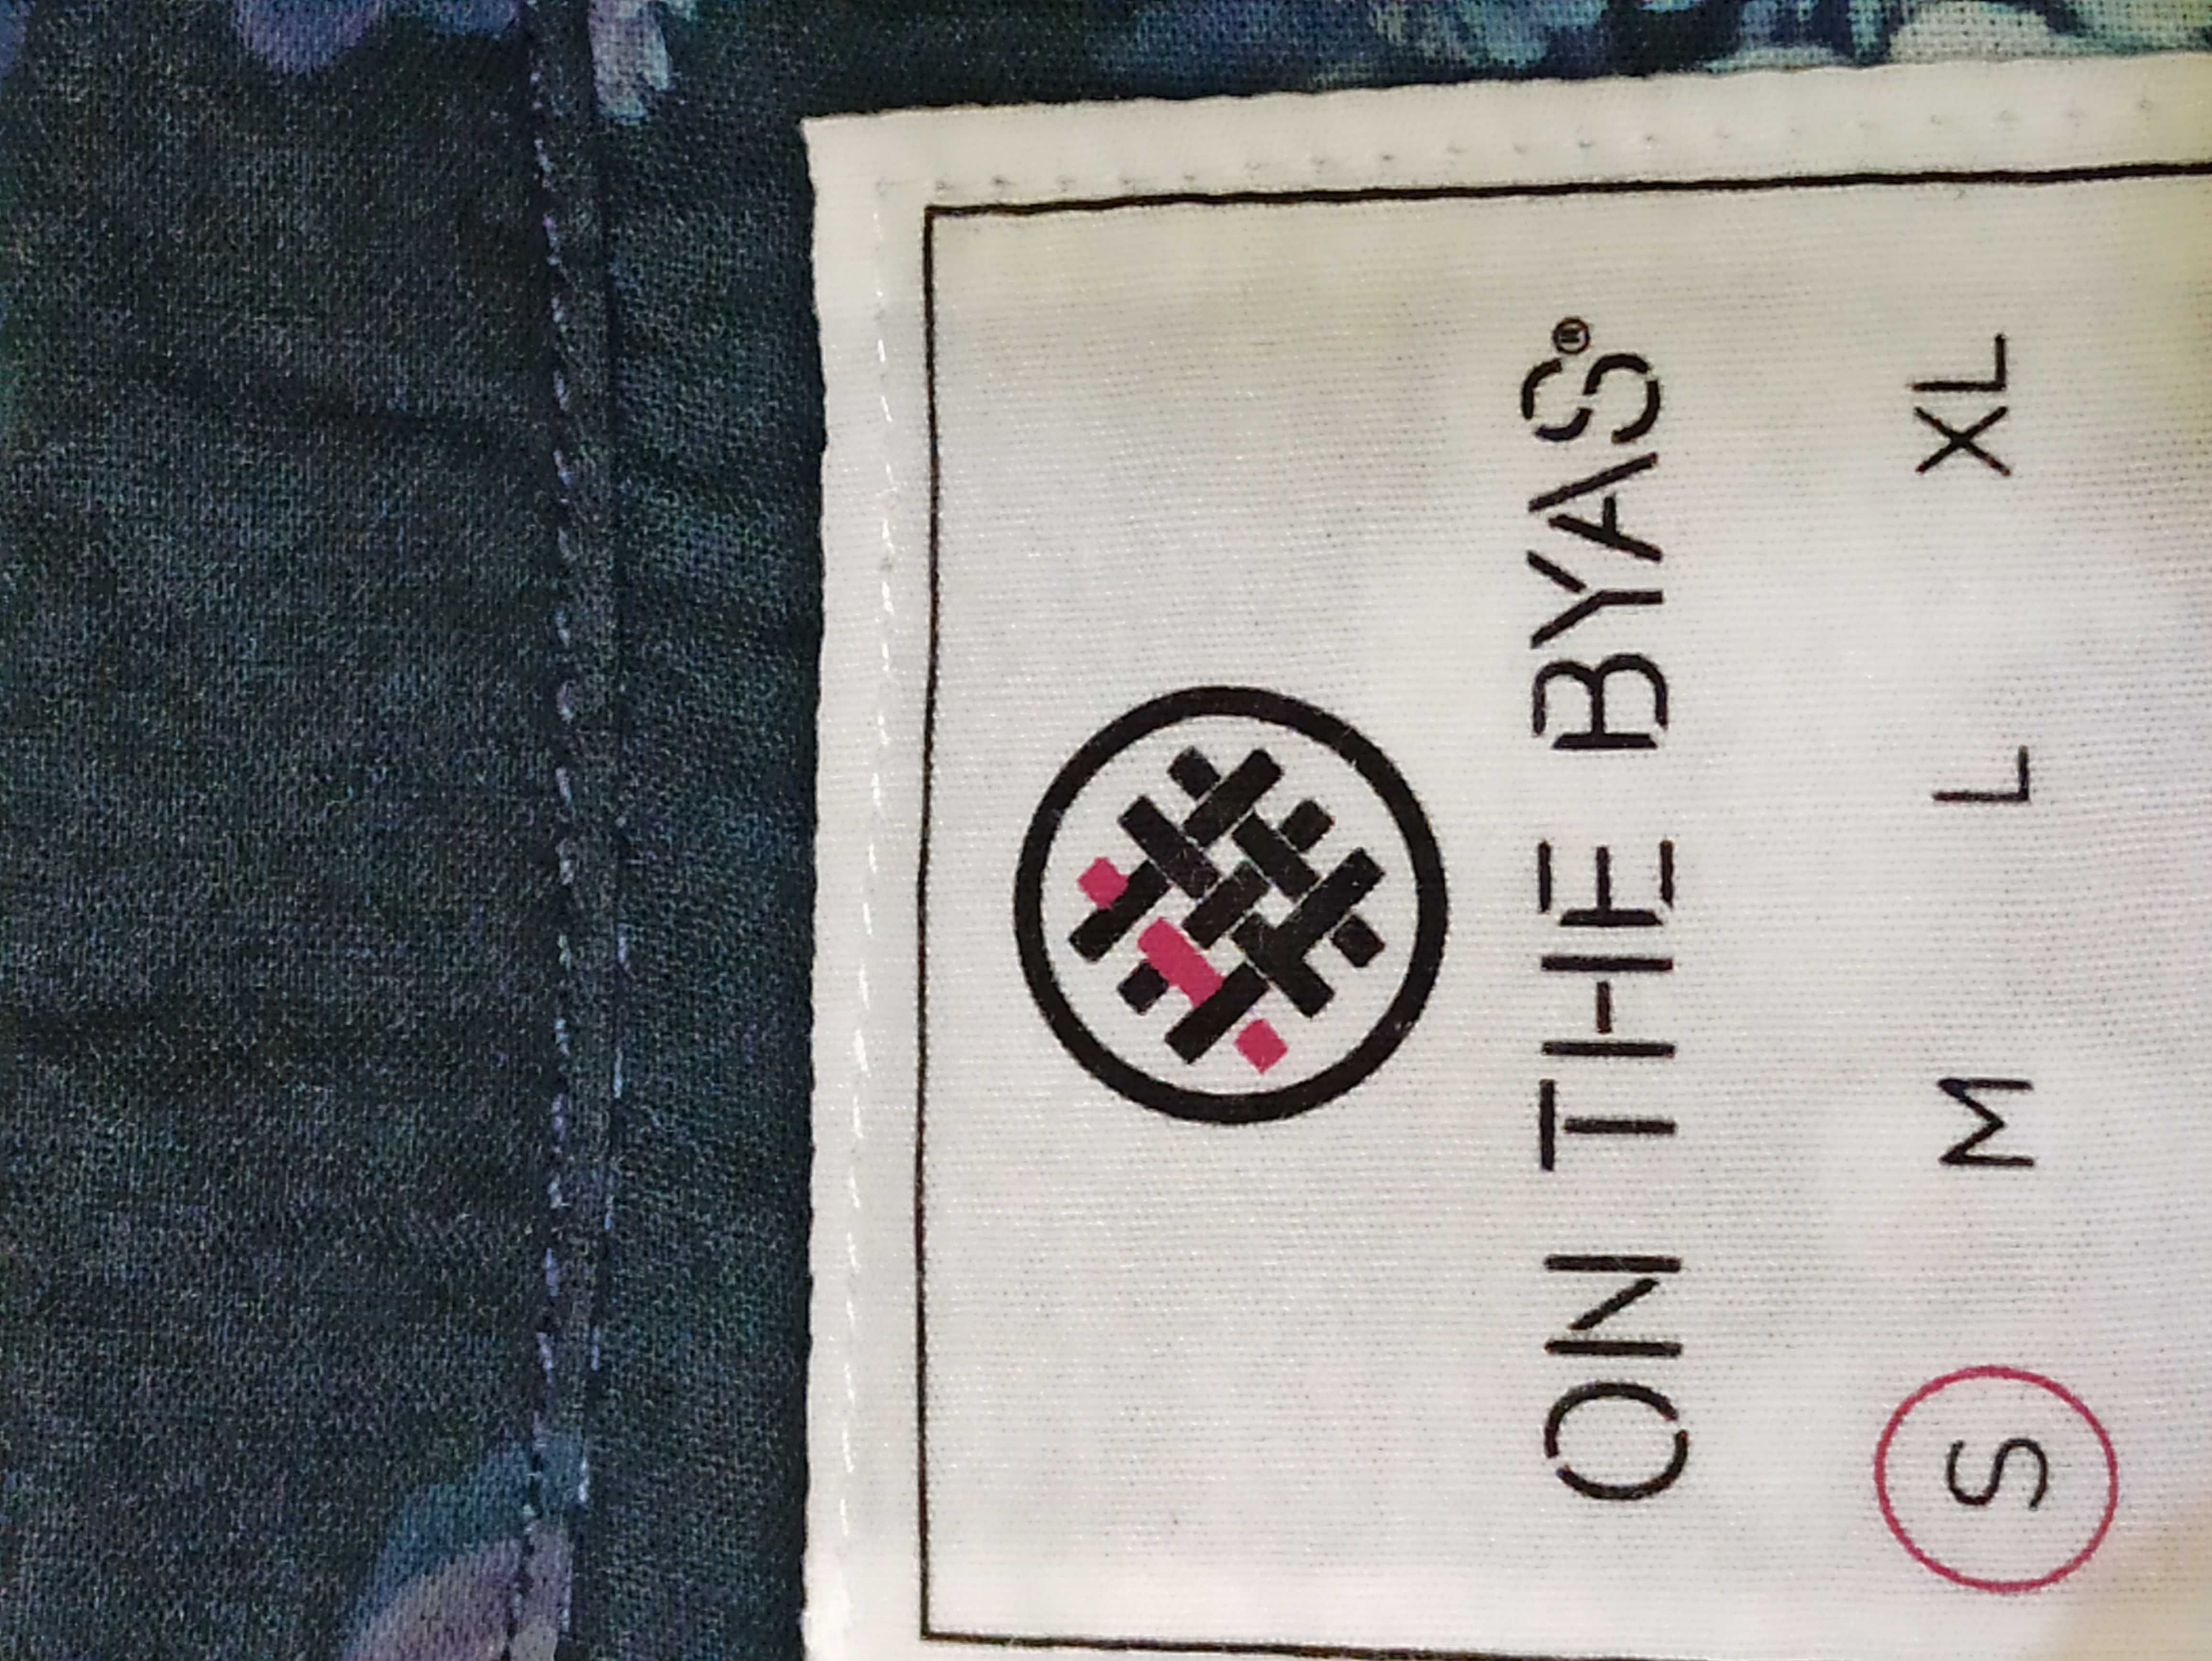 ON THE BYAS®
S M L XL